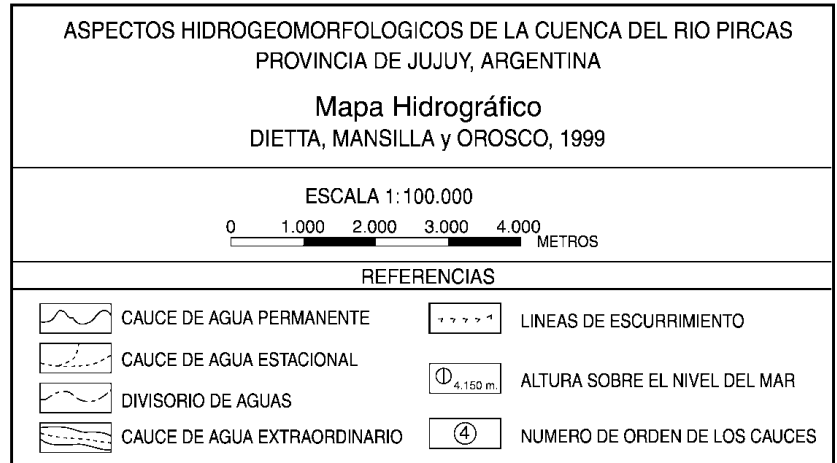 ASPECTOS HIDROGEOMORFOLOGICOS DE LA CUENCA DEL RIO PIRCAS
PROVINCIA DE JUJUY, ARGENTINA
Mapa Hidrográfico
DIETTA, MANSILLA y OROSCO, 1999
ESCALA 1:100.000
0 1.000 2.000 3.000 4.000
METROS
REFERENCIAS
CAUCE DE AGUA PERMANENTE
CAUCE DE AGUA ESTACIONAL
DIVISORIO DE AGUAS
CAUCE DE AGUA EXTRAORDINARIO
LINEAS DE ESCURRIMIENTO
4.150 m. ALTURA SOBRE EL NIVEL DEL MAR
4 NUMERO DE ORDEN DE LOS CAUCES